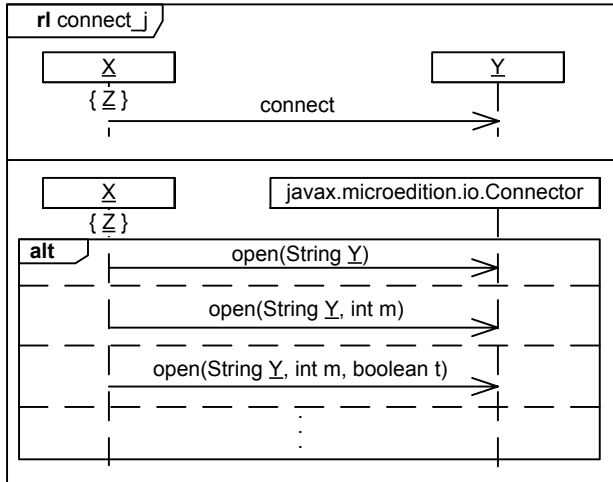 rl connect_j
X Y
{ Z }
connect
X javax.microedition.io.Connector
{ Z }
alt
open(String Y)
open(String Y, int m)
open(String Y, int m, boolean t)